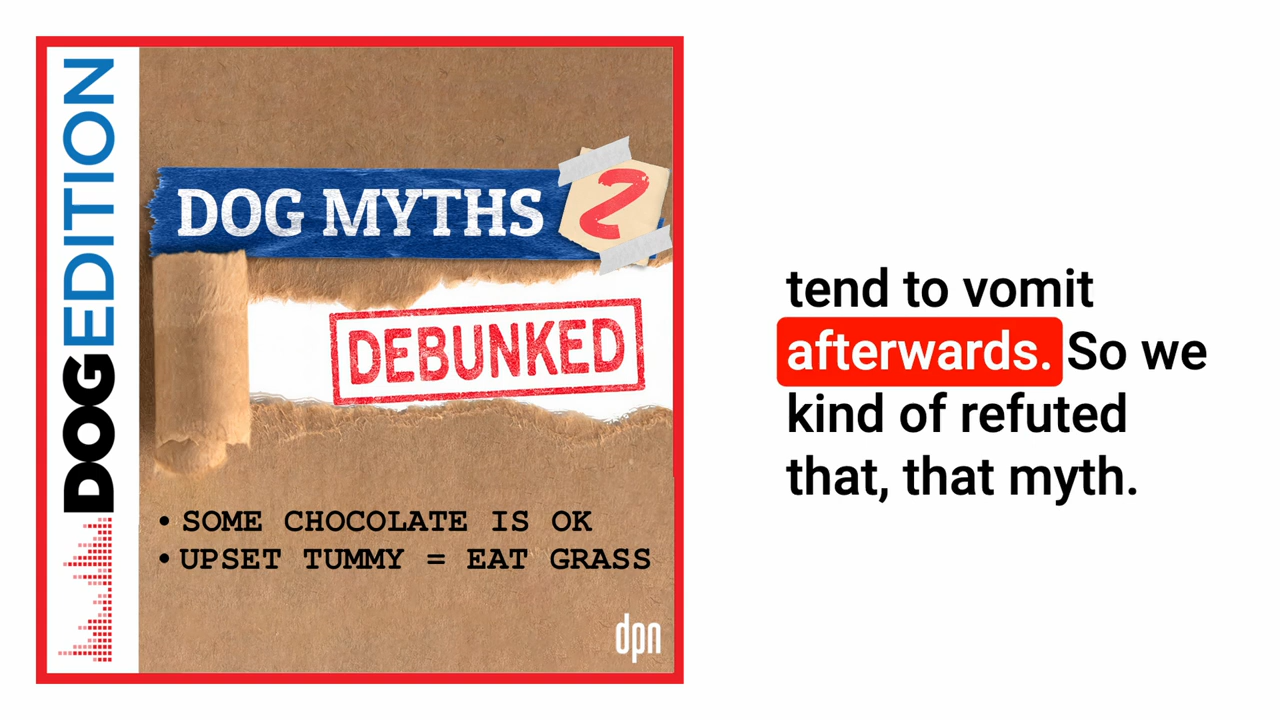 DOGEDITION
DOG MYTHS 2
DEBUNKED
• SOME CHOCOLATE IS OK
• UPSET TUMMY = EAT GRASS
dpn
tend to vomit
afterwards. So we
kind of refuted
that, that myth.